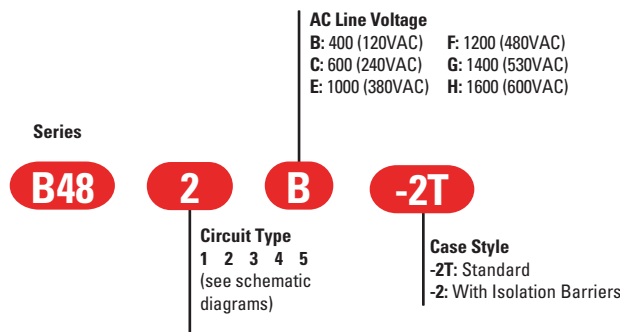 AC Line Voltage
B: 400 (120VAC) F: 1200 (480VAC)
C: 600 (240VAC) G: 1400 (530VAC)
E: 1000 (380VAC) H: 1600 (600VAC)
Series
B48 2 B -2T
Circuit Type
1 2 3 4 5
(see schematic
diagrams)
Case Style
-2T: Standard
-2: With Isolation Barriers